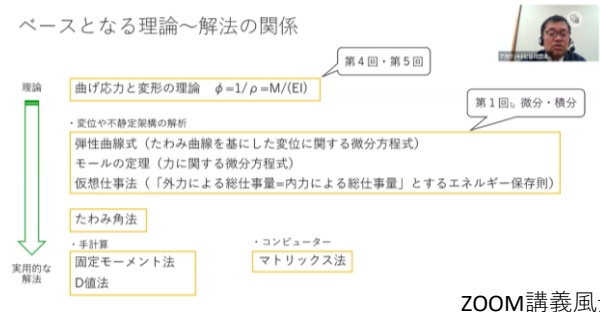 ベースとなる理論~解法の関係
第4回・第5回
理論
曲げ応力と変形の理論 φ=1/ρ=M/(EI)
第1回。微分・積分
・変位や不静定架構の解析
弾性曲線式(たわみ曲線を基にした変位に関する微分方程式)
モールの定理(力に関する微分方程式)
仮想仕事法(「外力による総仕事量=内力による総仕事量」とするエネルギー保存則)
たわみ角法
・手計算
・コンピューター
固定モーメント法
マトリックス法
D値法
実用的な
解法
ZOOM講義風